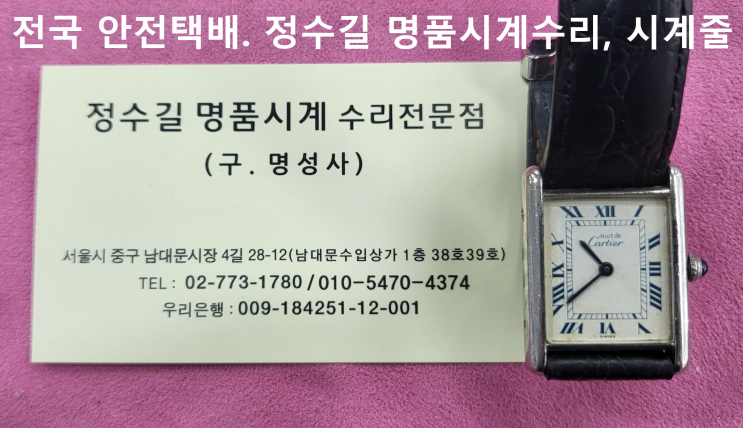 전국 안전택배. 정수길 명품시계수리, 시계줄
정수길 명품시계 수리전문점
(구. 명성사)
서울시 중구 남대문시장 4길 28-12(남대문수입상가 1층 38호39호)
TEL : 02-773-1780 / 010-5470-4374
우리은행 : 009-184251-12-001
must de
Cartier
SWISS